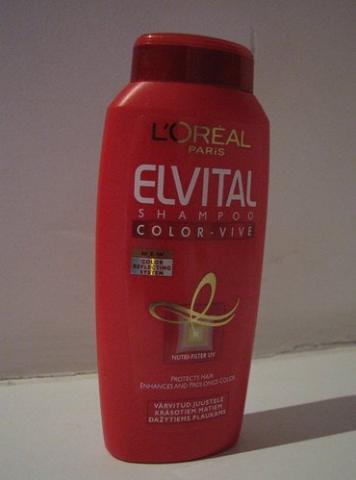 L'ORÉAL
PARIS
ELVITAL
SHAMPOO
COLOR-VIVE
NEW
COLOR
REFLECTING
SYSTEM
NUTRI-FILTER UV
PROTECTS HAIR
ENHANCES AND PROLONGS COLOR
VÄRVITUD JUUSTELE
KRĀSOTIEM MATIEM
DAŽYTIEMS PLAUKAMS